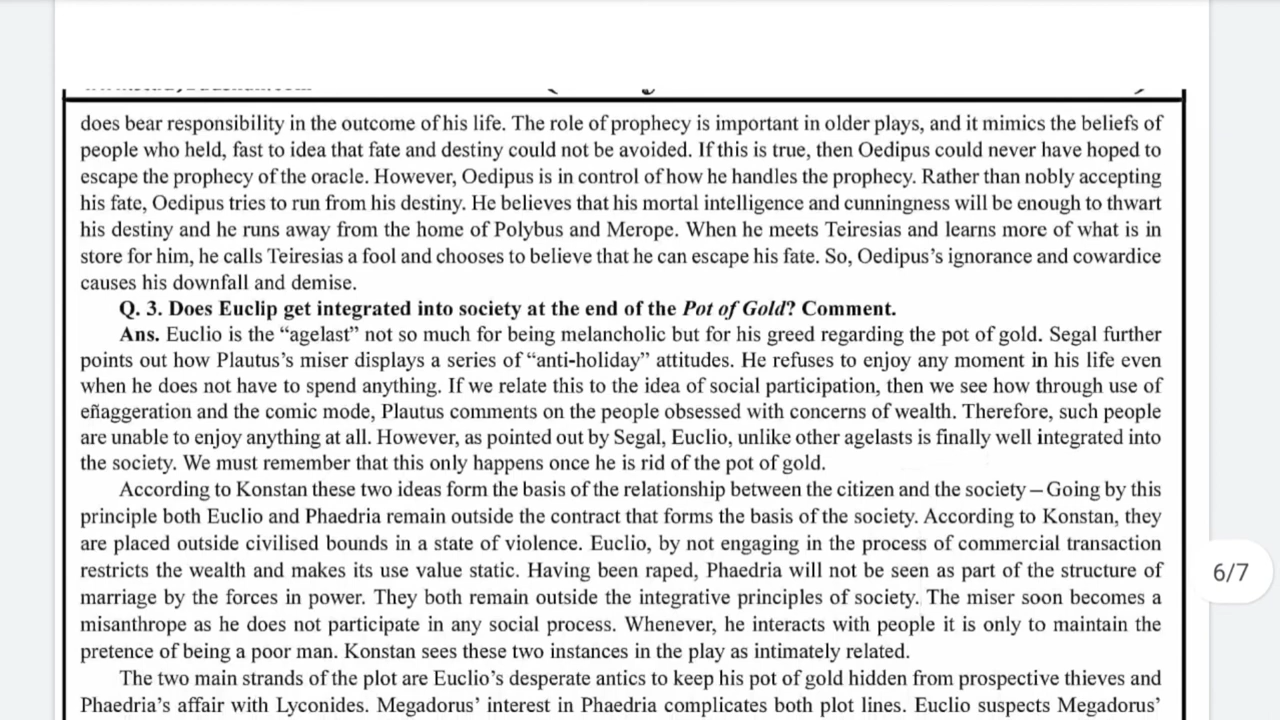 does bear responsibility in the outcome of his life. The role of prophecy is important in older plays, and it mimics the beliefs of
people who held, fast to idea that fate and destiny could not be avoided. If this is true, then Oedipus could never have hoped to
escape the prophecy of the oracle. However, Oedipus is in control of how he handles the prophecy. Rather than nobly accepting
his fate, Oedipus tries to run from his destiny. He believes that his mortal intelligence and cunningness will be enough to thwart
his destiny and he runs away from the home of Polybus and Merope. When he meets Teiresias and learns more of what is in
store for him, he calls Teiresias a fool and chooses to believe that he can escape his fate. So, Oedipus's ignorance and cowardice
causes his downfall and demise.
Q. 3. Does Euclip get integrated into society at the end of the Pot of Gold? Comment.
Ans. Euclio is the “agelast” not so much for being melancholic but for his greed regarding the pot of gold. Segal further
points out how Plautus's miser displays a series of “anti-holiday” attitudes. He refuses to enjoy any moment in his life even
when he does not have to spend anything. If we relate this to the idea of social participation, then we see how through use of
eñaggeration and the comic mode, Plautus comments on the people obsessed with concerns of wealth. Therefore, such people
are unable to enjoy anything at all. However, as pointed out by Segal, Euclio, unlike other agelasts is finally well integrated into
the society. We must remember that this only happens once he is rid of the pot of gold.
According to Konstan these two ideas form the basis of the relationship between the citizen and the society – Going by this
principle both Euclio and Phaedria remain outside the contract that forms the basis of the society. According to Konstan, they
are placed outside civilised bounds in a state of violence. Euclio, by not engaging in the process of commercial transaction
restricts the wealth and makes its use value static. Having been raped, Phaedria will not be seen as part of the structure of
marriage by the forces in power. They both remain outside the integrative principles of society. The miser soon becomes a
misanthrope as he does not participate in any social process. Whenever, he interacts with people it is only to maintain the
pretence of being a poor man. Konstan sees these two instances in the play as intimately related.
The two main strands of the plot are Euclio's desperate antics to keep his pot of gold hidden from prospective thieves and
Phaedria's affair with Lyconides. Megadorus' interest in Phaedria complicates both plot lines. Euclio suspects Megadorus'
6/7